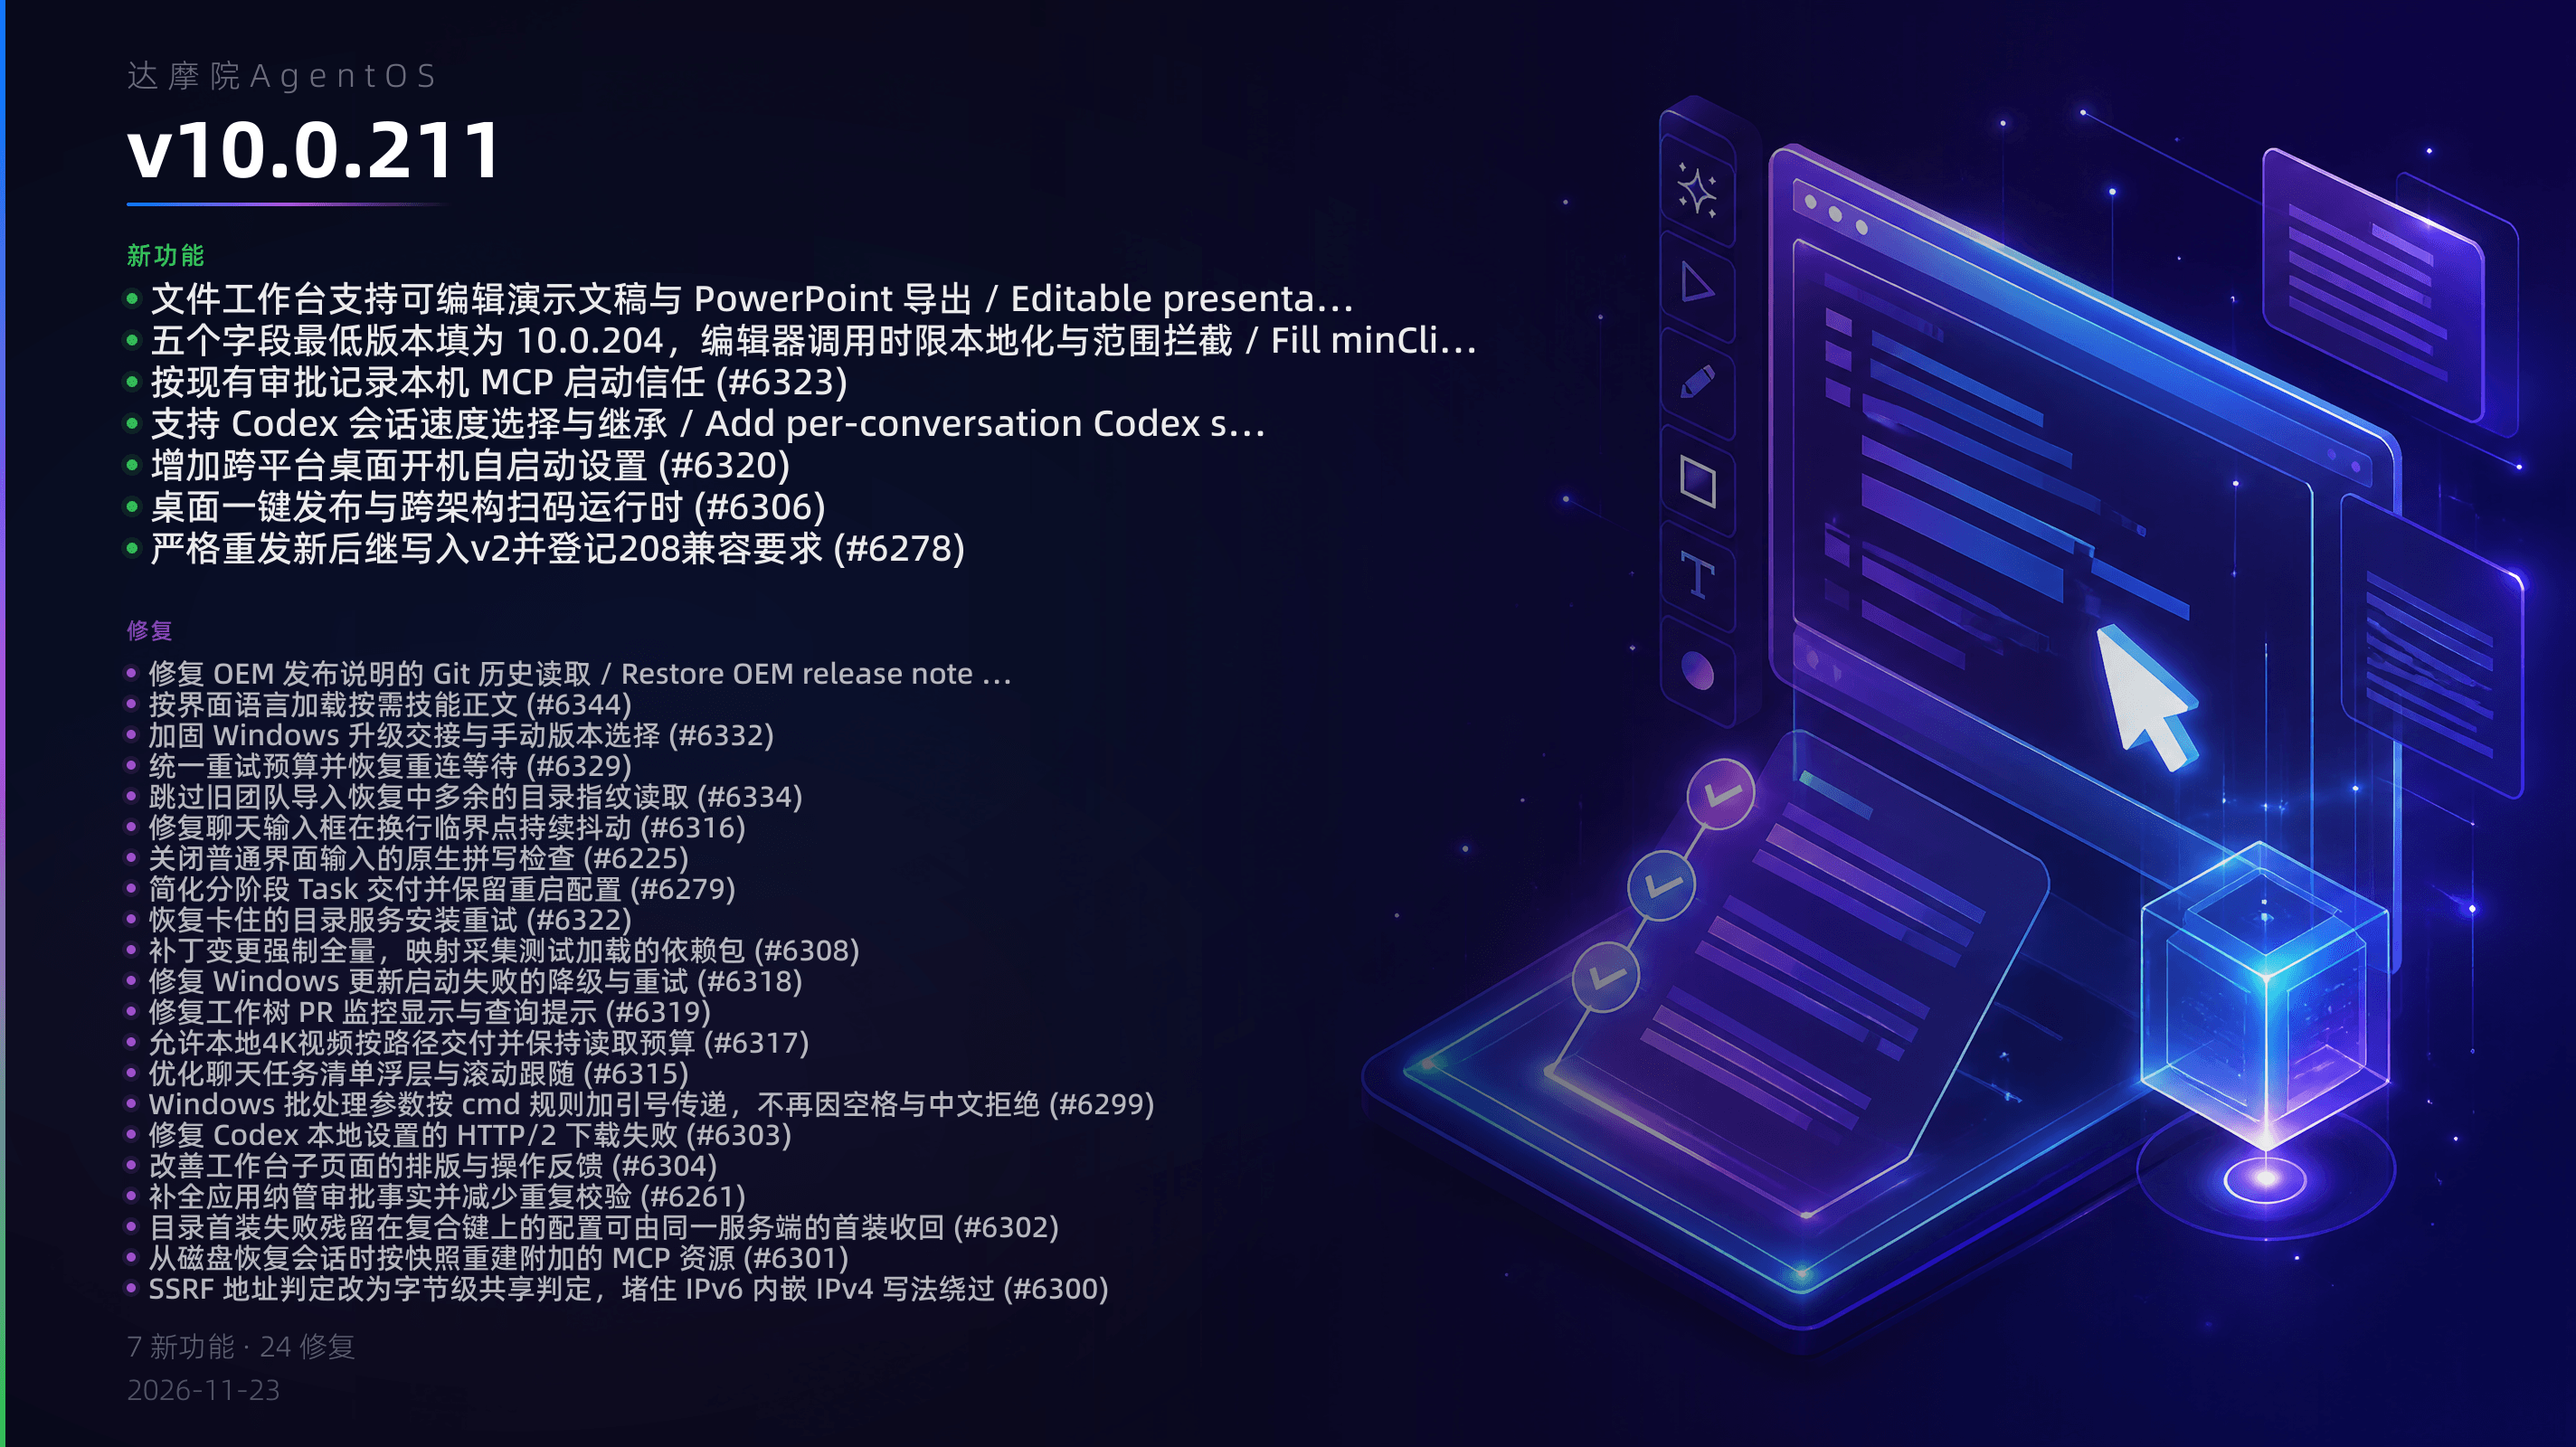 达摩院AgentOS
v10.0.211
新功能
文件工作台支持可编辑演示文稿与 PowerPoint 导出 / Editable presenta...
五个字段最低版本填为 10.0.204，编辑器调用时限本地化与范围拦截 / Fill minCli...
按现有审批记录本机 MCP 启动信任 (#6323)
支持 Codex 会话速度选择与继承 / Add per-conversation Codex s...
增加跨平台桌面开机自启动设置 (#6320)
桌面一键发布与跨架构扫码运行时 (#6306)
严格重发新后继写入v2并登记208兼容要求 (#6278)
修复
修复 OEM 发布说明的 Git 历史读取 / Restore OEM release note ...
按界面语言加载按需技能正文 (#6344)
加固 Windows 升级交接与手动版本选择 (#6332)
统一重试预算并恢复重连等待 (#6329)
跳过旧团队导入恢复中多余的目录指纹读取 (#6334)
修复聊天输入框在换行临界点持续抖动 (#6316)
关闭普通界面输入的原生拼写检查 (#6225)
简化分阶段 Task 交付并保留重启配置 (#6279)
恢复卡住的目录服务安装重试 (#6322)
补丁变更强制全量，映射采集测试加载的依赖包 (#6308)
修复 Windows 更新启动失败的降级与重试 (#6318)
修复工作树 PR 监控显示与查询提示 (#6319)
允许本地4K视频按路径交付并保持读取预算 (#6317)
优化聊天任务清单浮层与滚动跟随 (#6315)
Windows 批处理参数按 cmd 规则加引号传递，不再因空格与中文拒绝 (#6299)
修复 Codex 本地设置的 HTTP/2 下载失败 (#6303)
改善工作台子页面的排版与操作反馈 (#6304)
补全应用纳管审批事实并减少重复校验 (#6261)
目录首装失败残留在复合键上的配置可由同一服务端的首装收回 (#6302)
从磁盘恢复会话时按快照重建附加的 MCP 资源 (#6301)
SSRF 地址判定改为字节级共享判定，堵住 IPv6 内嵌 IPv4 写法绕过 (#6300)
7 新功能 · 24 修复
2026-11-23
T